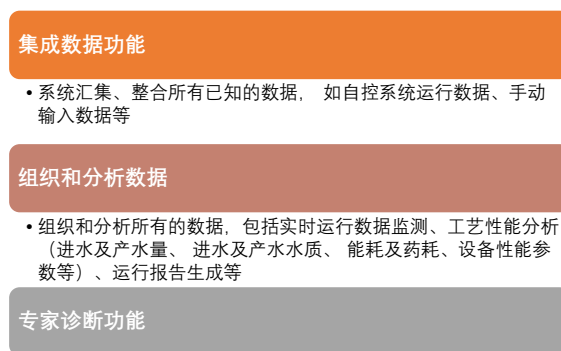 集成数据功能
• 系统汇集、整合所有已知的数据， 如自控系统运行数据、手动
输入数据等
组织和分析数据
• 组织和分析所有的数据，包括实时运行数据监测、工艺性能分析
（进水及产水量、 进水及产水水质、 能耗及药耗、设备性能参
数等）、运行报告生成等
专家诊断功能